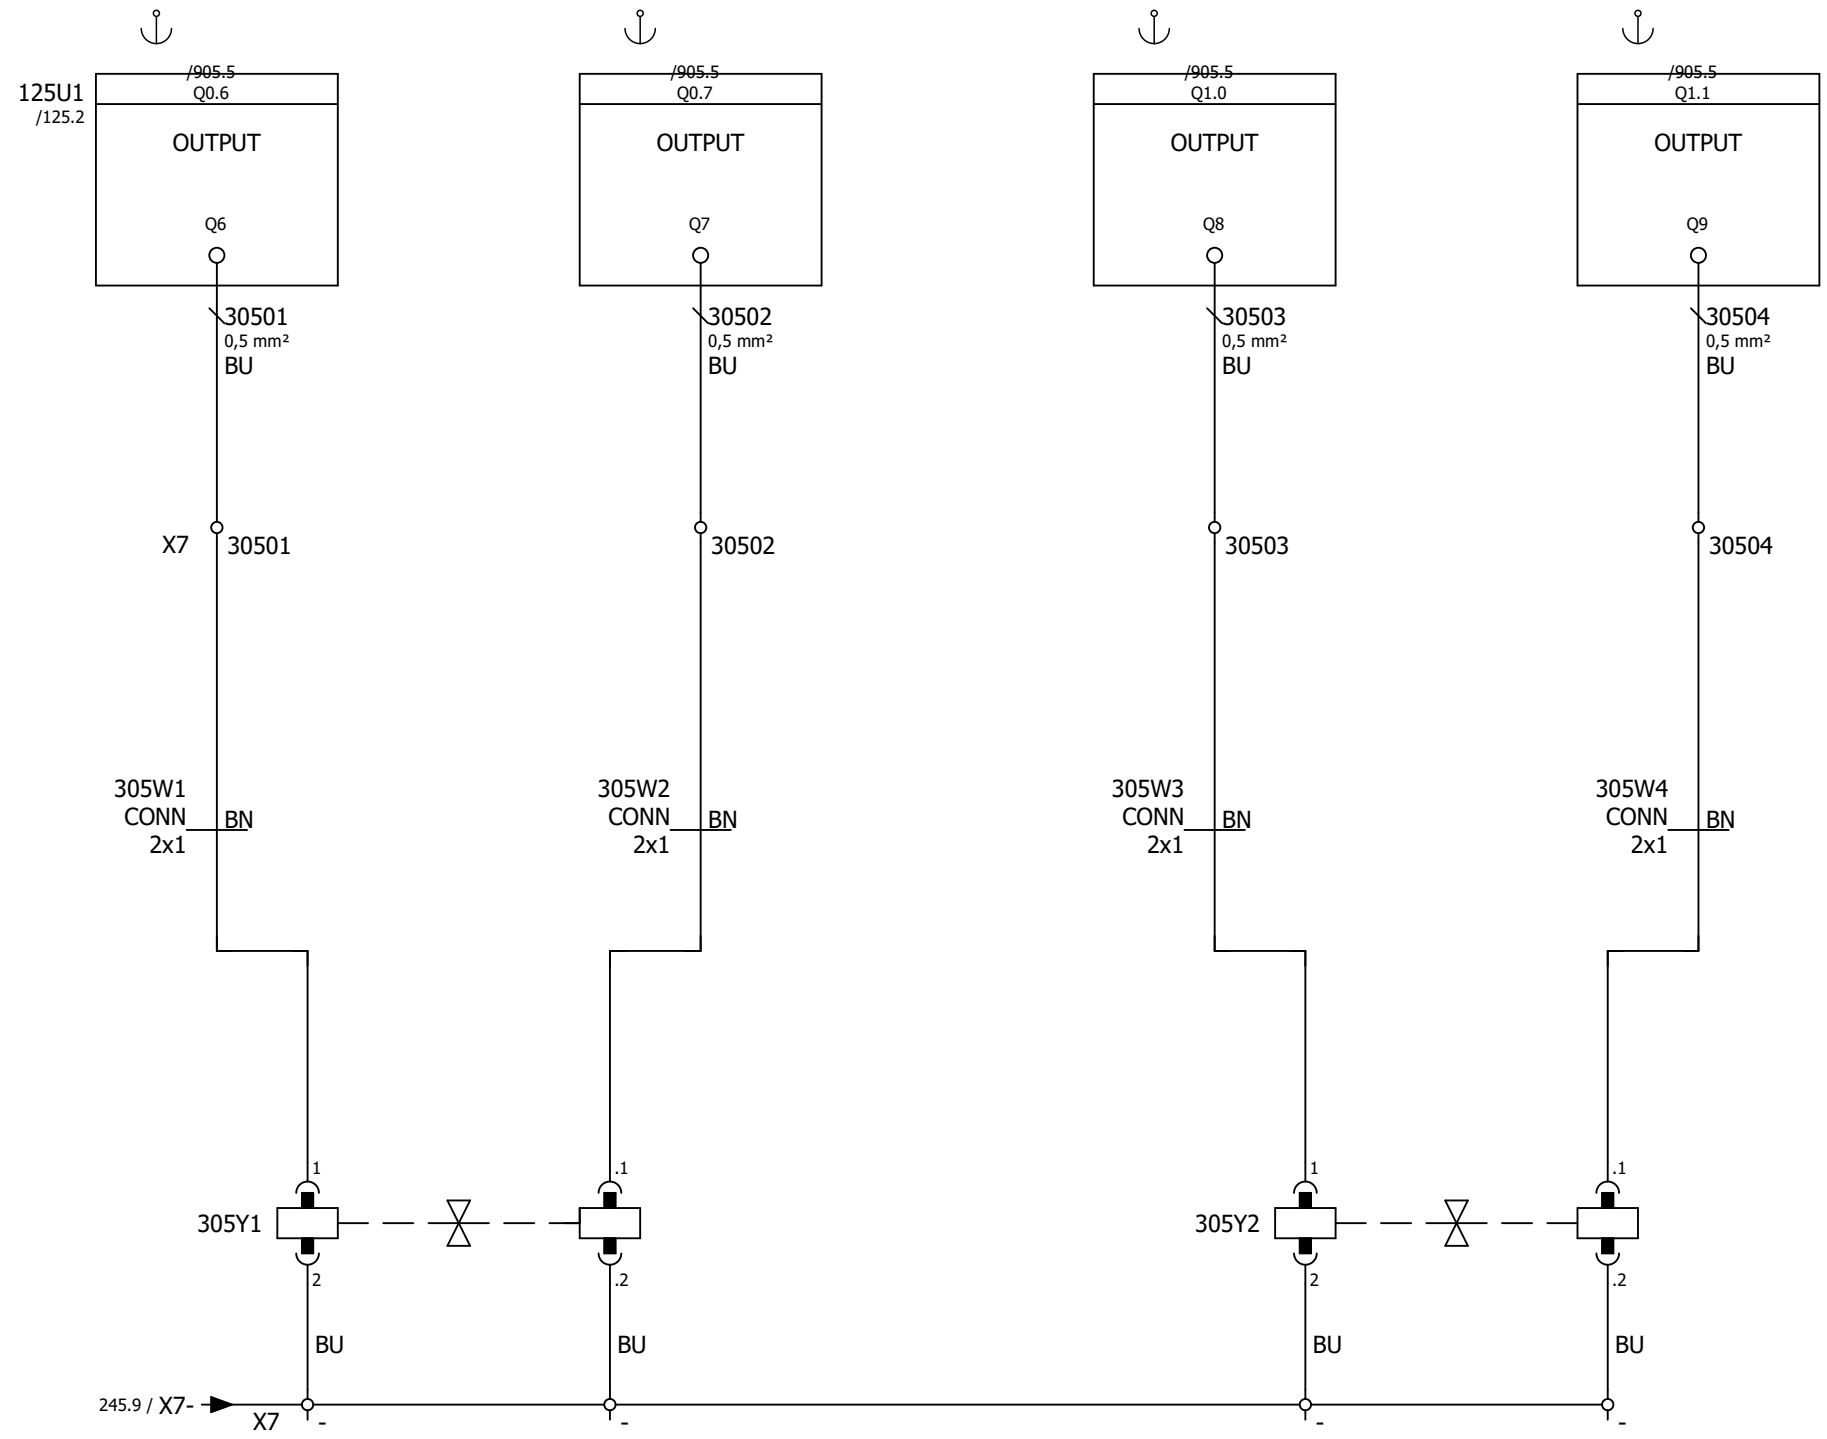 /905.5
/905.5
/905.5
/905.5
125U1
Q0.6
Q0.7
Q1.0
Q1.1
/125.2
OUTPUT
OUTPUT
OUTPUT
OUTPUT
Q6
Q7
Q8
Q9
30501
30502
30503
30504
0,5 mm²
0,5 mm²
0,5 mm²
0,5 mm²
BU
BU
BU
BU
X7
30501
30502
30503
30504
305W1
305W2
305W3
305W4
CONN
BN
CONN
BN
CONN
BN
CONN
BN
2x1
2x1
2x1
2x1
1
.1
1
.1
305Y1
305Y2
2
.2
2
.2
BU
BU
BU
BU
245.9 / X7-
X7
-
-
-
-